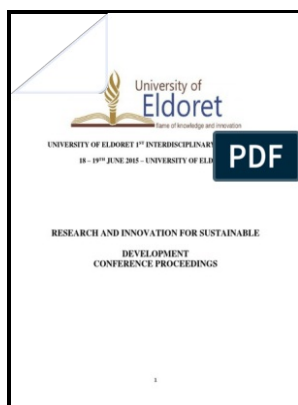 University of
Eldoret
flame of knowledge and innovation
UNIVERSITY OF ELDORET 1ST INTERDISCIPLINARY
18 – 19TH JUNE 2015 – UNIVERSITY OF
PDF
RESEARCH AND INNOVATION FOR SUSTAINABLE
DEVELOPMENT
CONFERENCE PROCEEDINGS
1